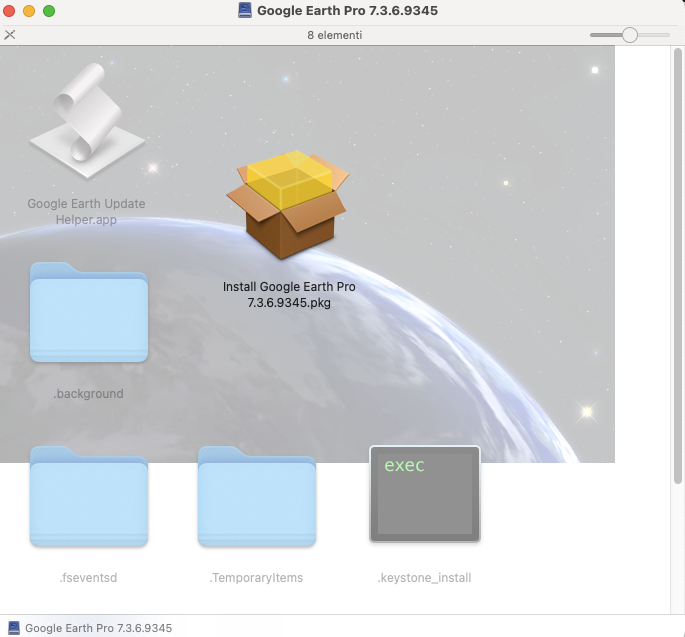 Google Earth Pro 7.3.6.9345
8 elementi
Google Earth Update
Helper.app
Install Google Earth Pro
7.3.6.9345.pkg
.background
exec
.fseventsd
.TemporaryItems
.keystone_install
Google Earth Pro 7.3.6.9345